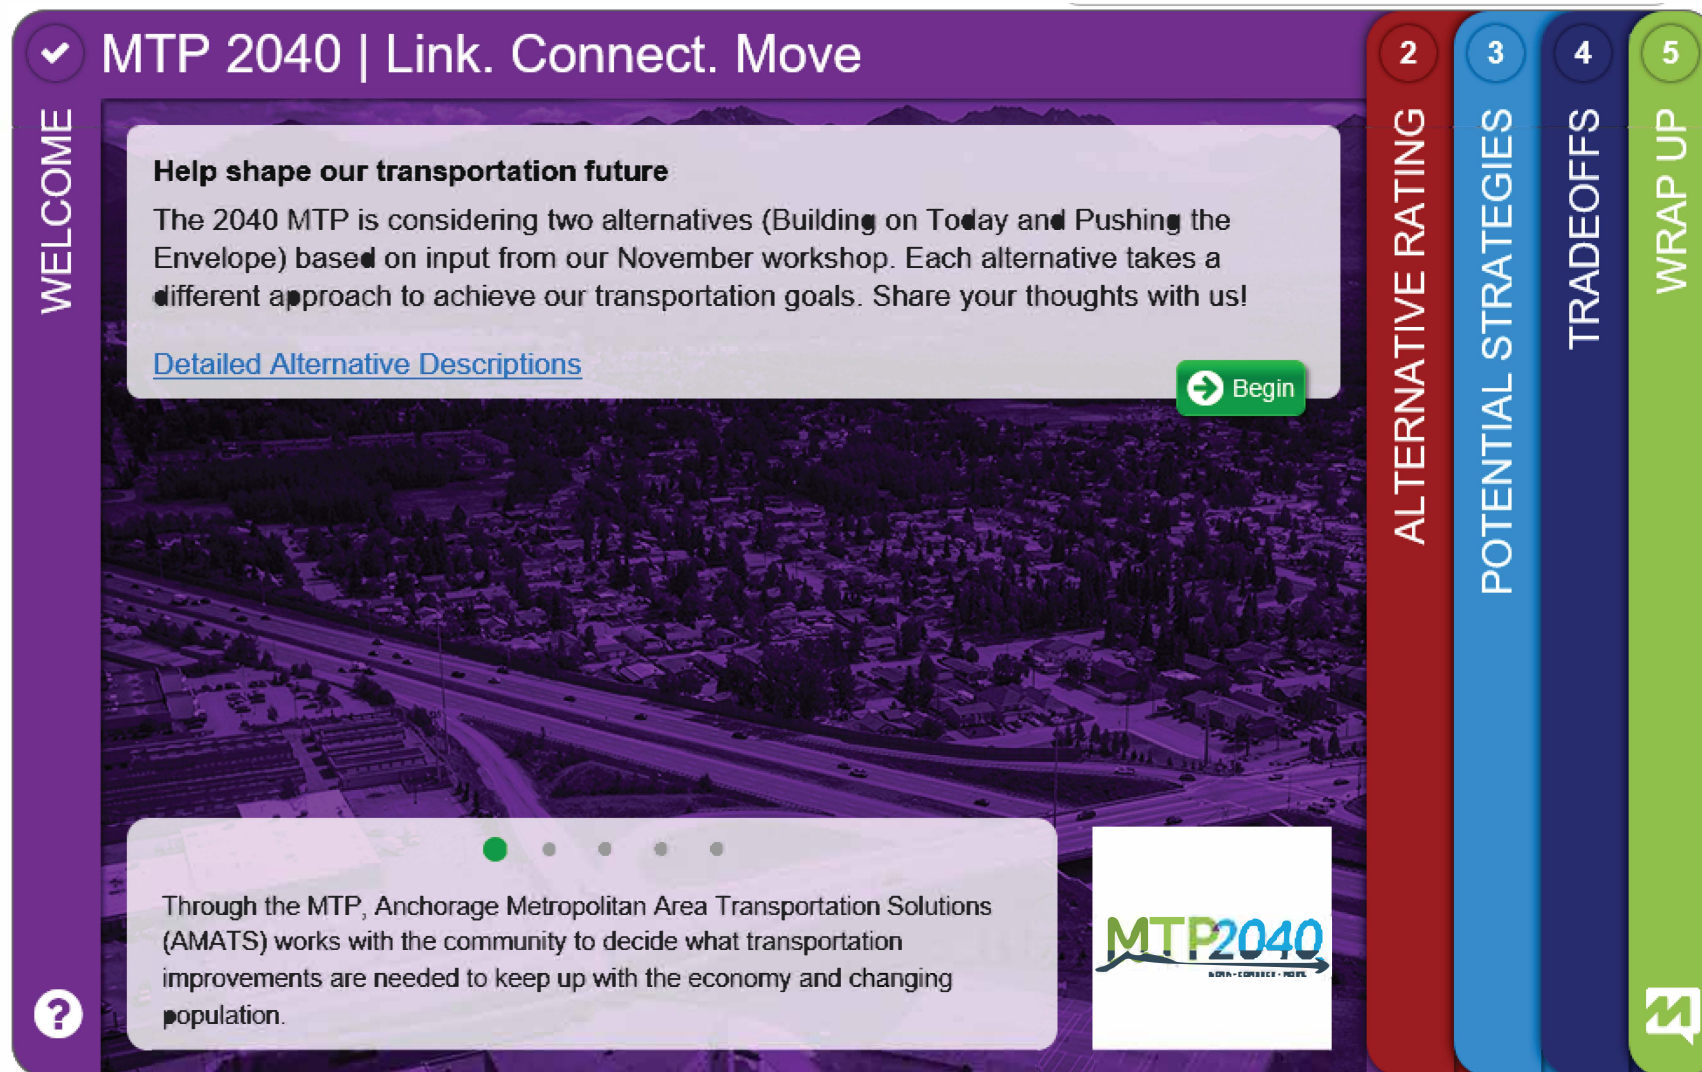 MTP 2040 | Link. Connect. Move
WELCOME
Help shape our transportation future
The 2040 MTP is considering two alternatives (Building on Today and Pushing the
Envelope) based on input from our November workshop. Each alternative takes a
different approach to achieve our transportation goals. Share your thoughts with us!
Detailed Alternative Descriptions
Begin
Through the MTP, Anchorage Metropolitan Area Transportation Solutions
(AMATS) works with the community to decide what transportation
improvements are needed to keep up with the economy and changing
population.
MTP2040
LINK · CONNECT · MOVE
?
2
ALTERNATIVE RATING
3
POTENTIAL STRATEGIES
4
TRADEOFFS
5
WRAP UP